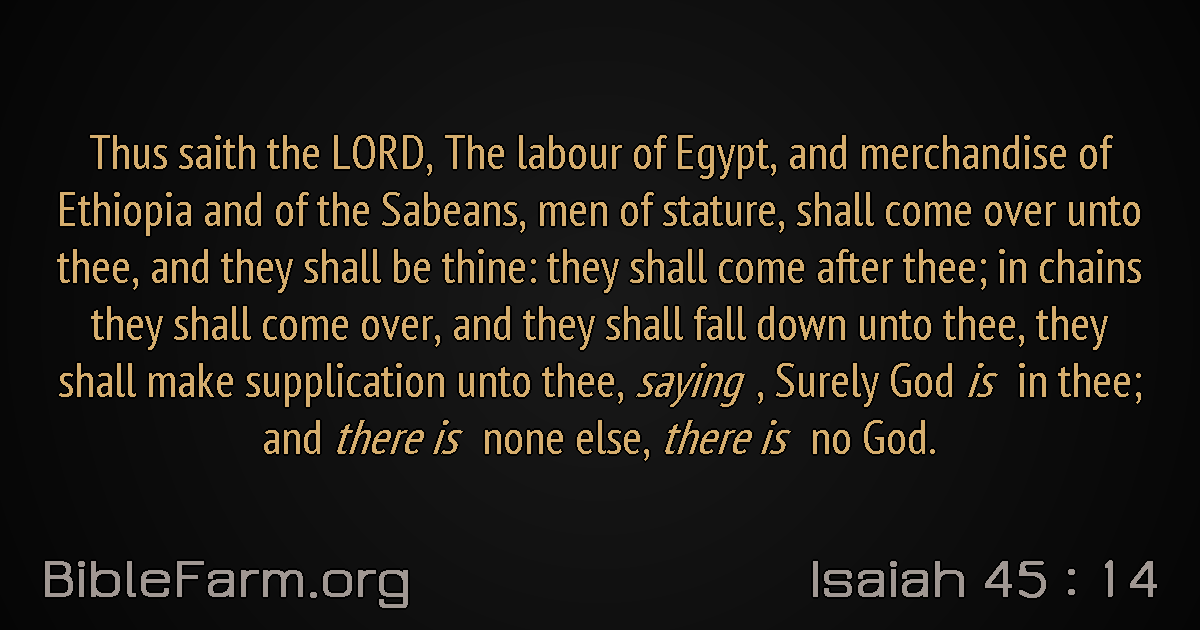 Thus saith the LORD, The labour of Egypt, and merchandise of
Ethiopia and of the Sabeans, men of stature, shall come over unto
thee, and they shall be thine: they shall come after thee; in chains
they shall come over, and they shall fall down unto thee, they
shall make supplication unto thee, saying , Surely God is in thee;
and there is none else, there is no God.
BibleFarm.org
Isaiah 45 : 14